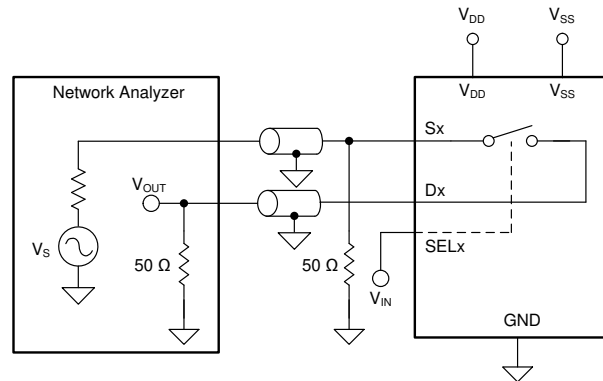 V_DD V_SS
Network Analyzer
V_DD V_SS
Sx
V_OUT
Dx
V_S
50 Ω
50 Ω
SELx
V_IN
GND